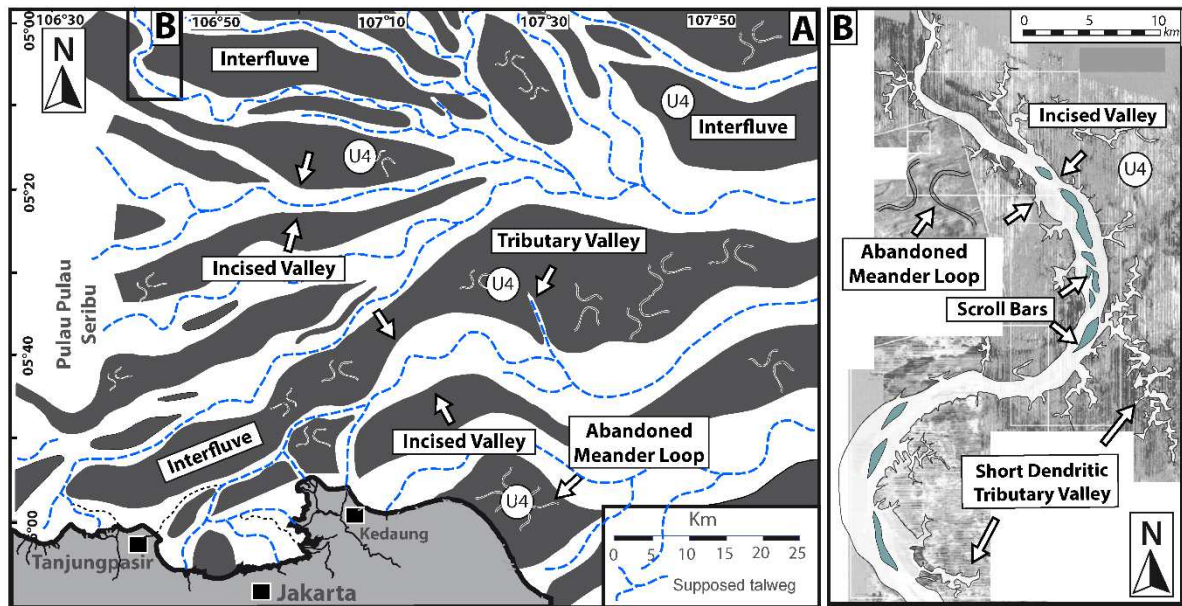 106°30
106°50
107°10
107°30
107°50
05°00
05°20
05°40
6°00
A
B
N
Interfluve
U4
Interfluve
U4
Incised Valley
Tributary Valley
U4
Pulau Pulau
Seribu
Incised Valley
Abandoned
Meander Loop
U4
Interfluve
Tanjungpasir
Kedaung
Jakarta
Km
0 5 10 15 20 25
Supposed talweg
B
0 5 10
km
Incised Valley
U4
Abandoned
Meander Loop
Scroll Bars
Short Dendritic
Tributary Valley
N